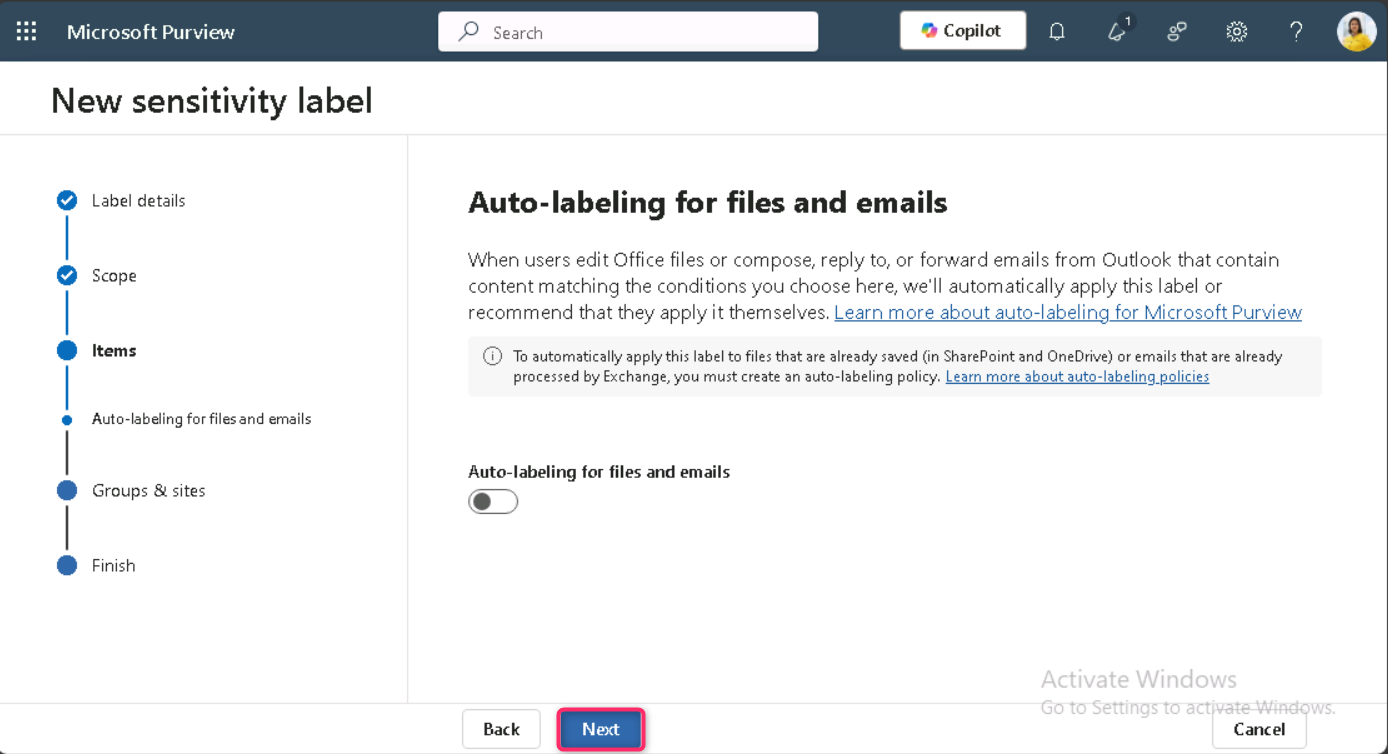 Microsoft Purview
Search
Copilot
1
?
New sensitivity label
Label details
Scope
Items
Auto-labeling for files and emails
Groups & sites
Finish
Auto-labeling for files and emails
When users edit Office files or compose, reply to, or forward emails from Outlook that contain
content matching the conditions you choose here, we'll automatically apply this label or
recommend that they apply it themselves. Learn more about auto-labeling for Microsoft Purview
To automatically apply this label to files that are already saved (in SharePoint and OneDrive) or emails that are already
processed by Exchange, you must create an auto-labeling policy. Learn more about auto-labeling policies
Auto-labeling for files and emails
Activate Windows
Go to Settings to activate Windows.
Back
Next
Cancel